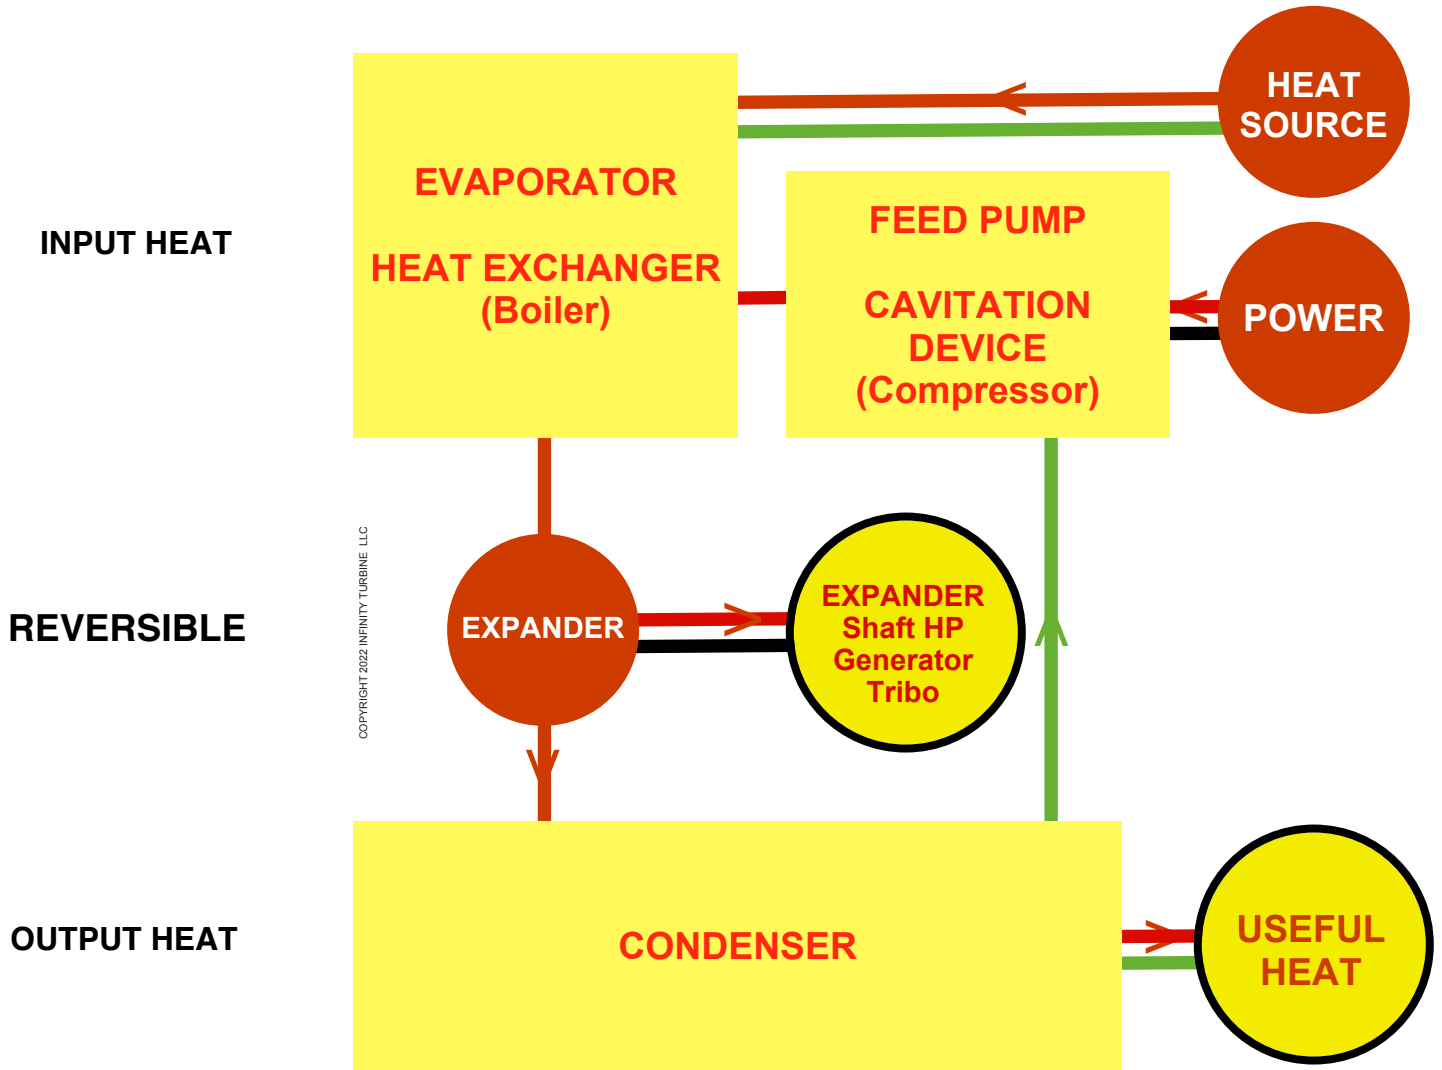 HEAT
SOURCE
EVAPORATOR
HEAT EXCHANGER
(Boiler)
FEED PUMP
CAVITATION
DEVICE
(Compressor)
POWER
INPUT HEAT
COPYRIGHT 2022 INFINITY TURBINE LLC
REVERSIBLE
EXPANDER
EXPANDER
Shaft HP
Generator
Tribo
OUTPUT HEAT
CONDENSER
USEFUL
HEAT